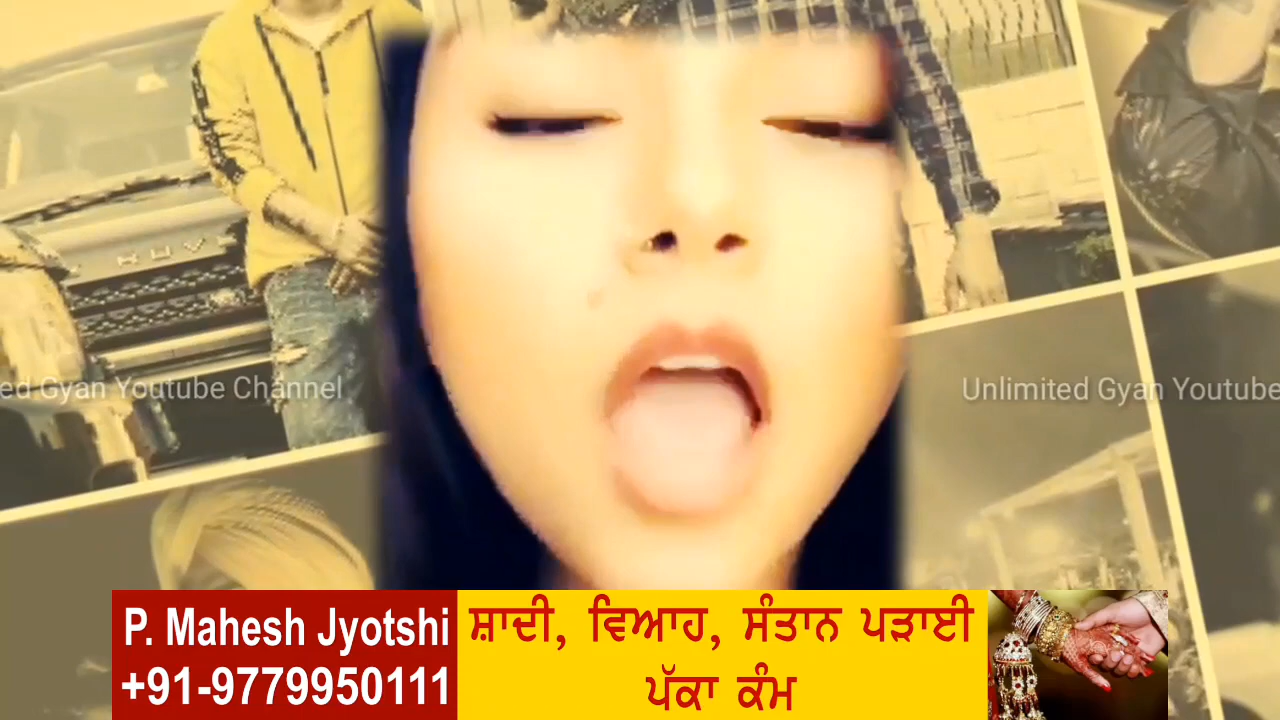 ed Gyan Youtube Channel
Unlimited Gyan Youtube
P. Mahesh Jyotshi
+91-9779950111
ਸ਼ਾਦੀ, ਵਿਆਹ, ਸੰਤਾਨ ਪੜਾਈ
ਪੱਕਾ ਕੰਮ